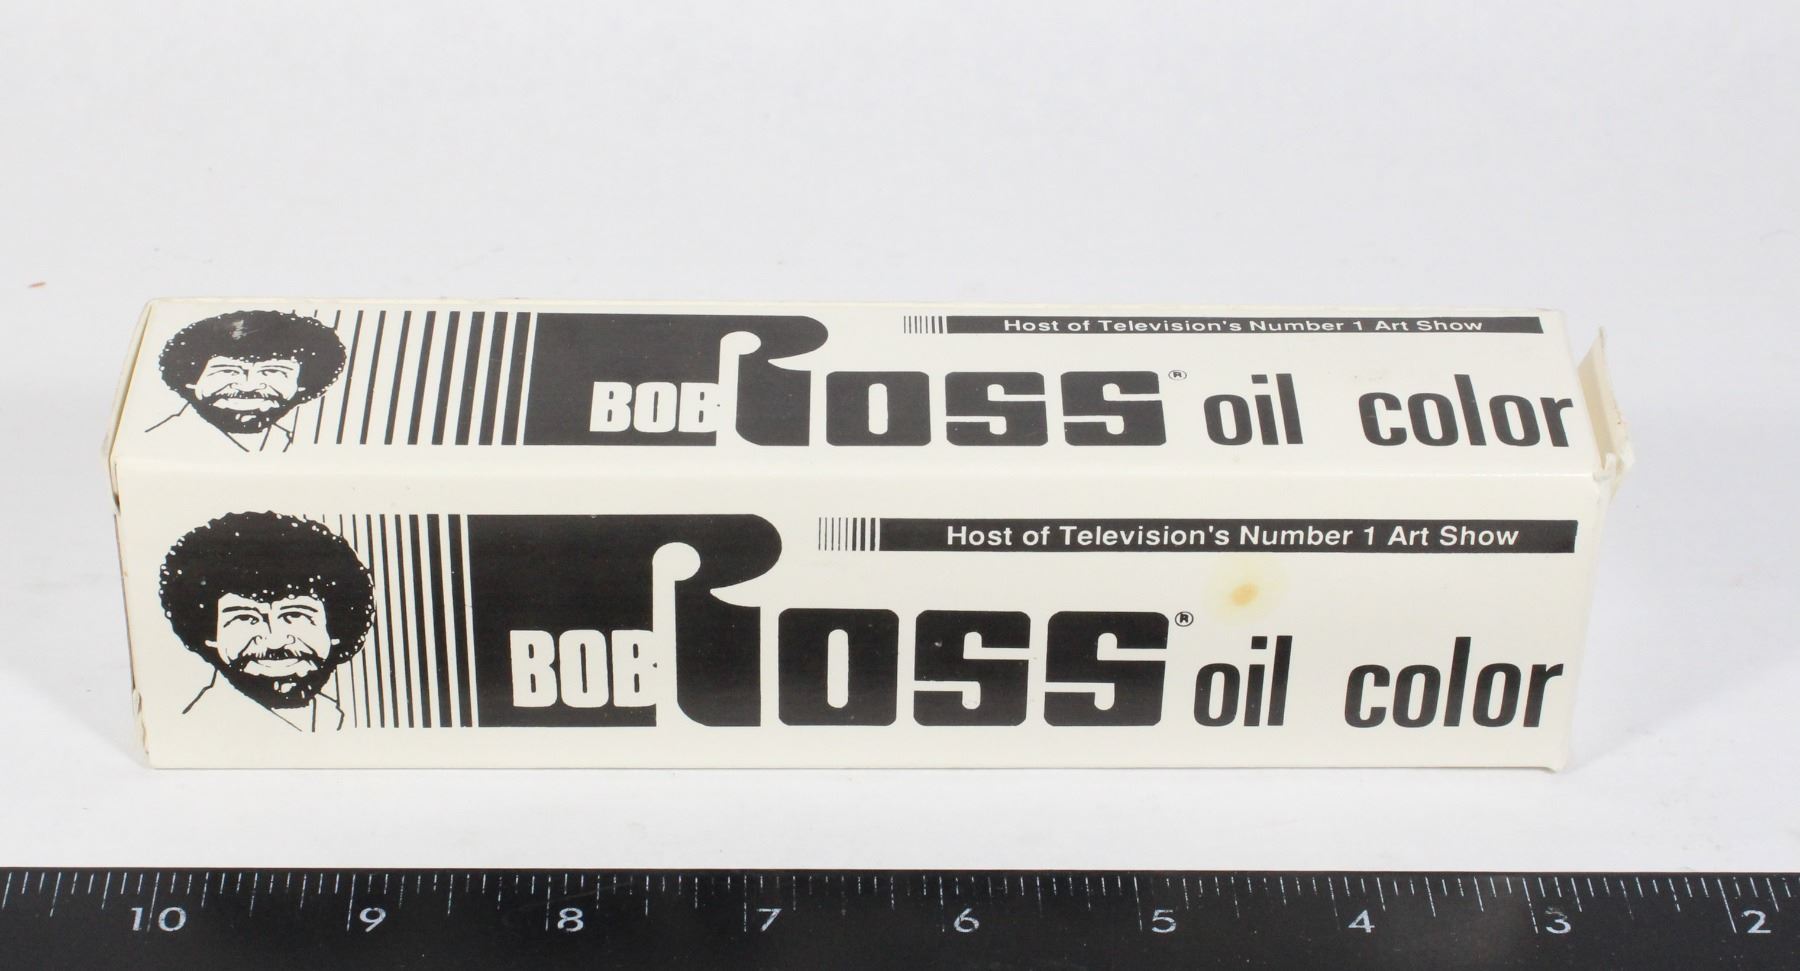 Host of Television's Number 1 Art Show
BOB Ross® oil color
Host of Television's Number 1 Art Show
BOB Ross® oil color
10 9 8 7 6 5 4 3 2